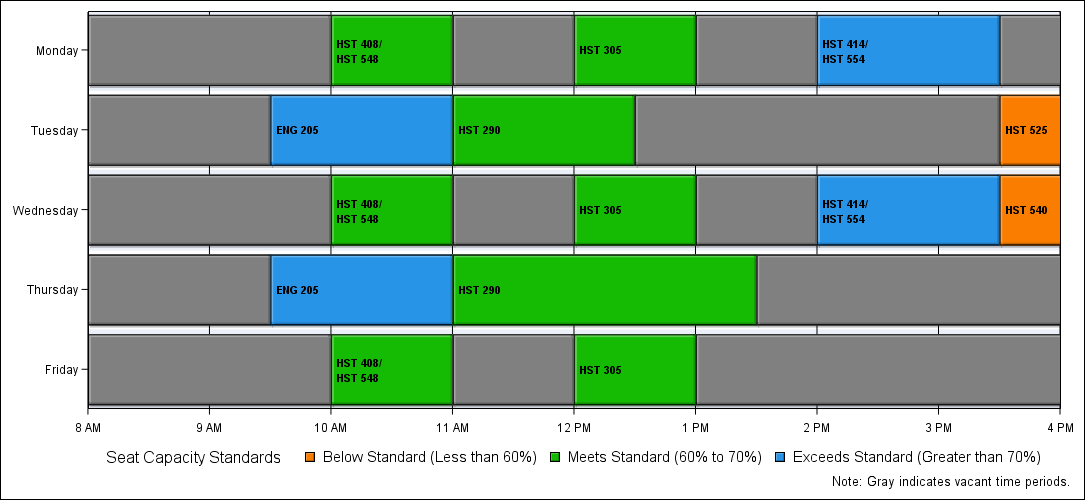 Monday
HST 408/
HST 548
HST 305
HST 414/
HST 554
Tuesday
ENG 205
HST 290
HST 525
Wednesday
HST 408/
HST 548
HST 305
HST 414/
HST 554
HST 540
Thursday
ENG 205
HST 290
Friday
HST 408/
HST 548
HST 305
8 AM 9 AM 10 AM 11 AM 12 PM 1 PM 2 PM 3 PM 4 PM
Seat Capacity Standards Below Standard (Less than 60%) Meets Standard (60% to 70%) Exceeds Standard (Greater than 70%)
Note: Gray indicates vacant time periods.